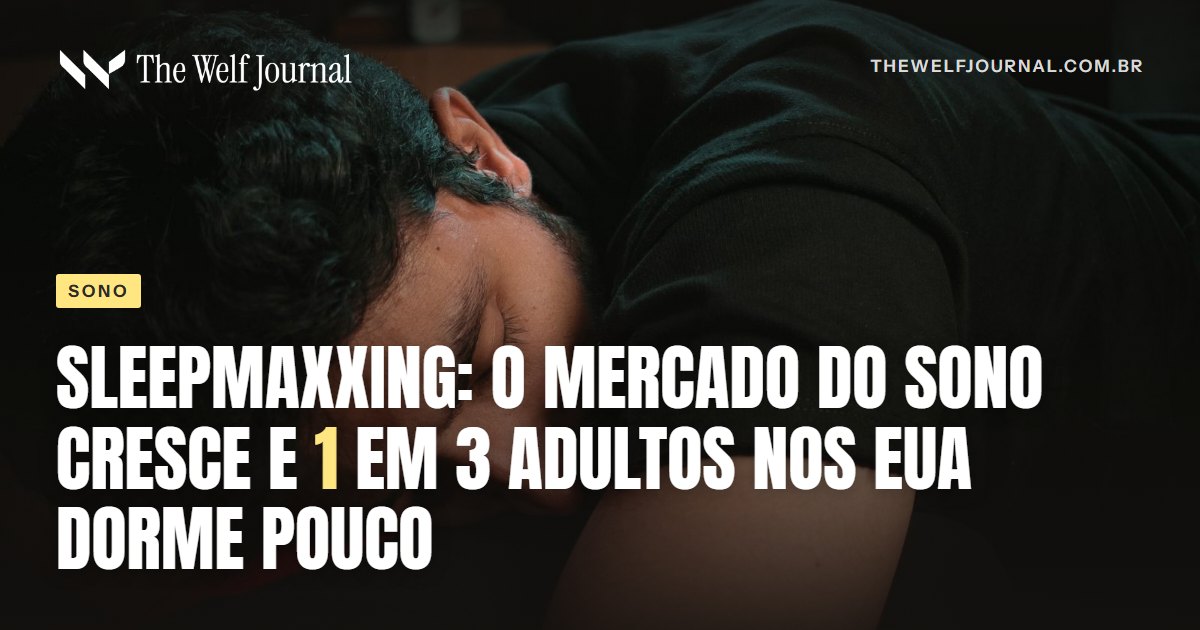 The Welf Journal
THEWELFJOURNAL.COM.BR
SONO
SLEEPMAXXING: O MERCADO DO SONO
CRESCE E 1 EM 3 ADULTOS NOS EUA
DORME POUCO